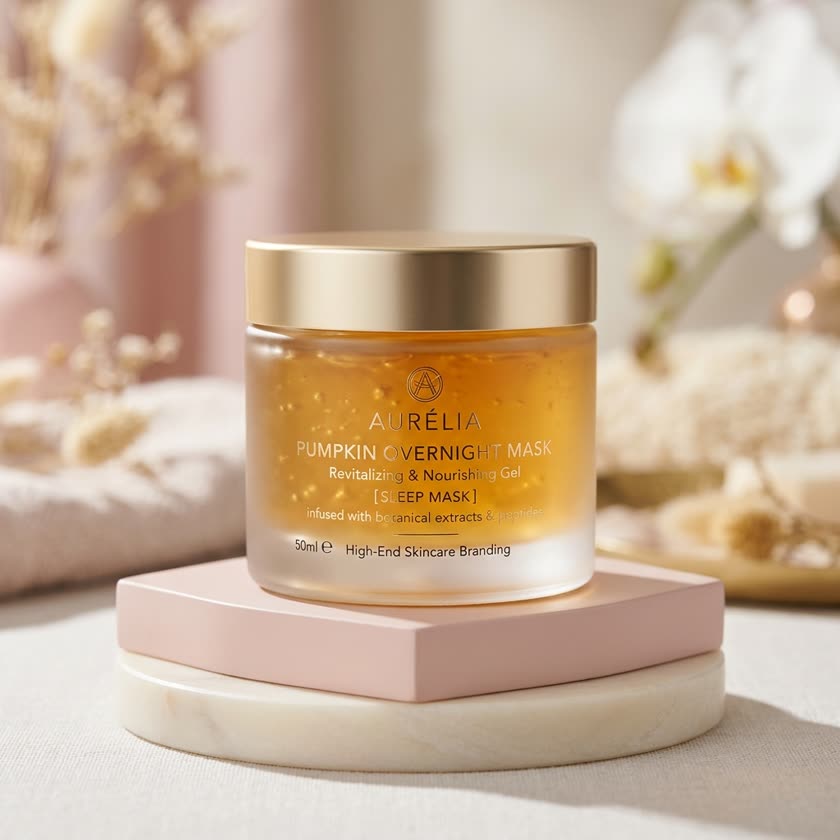 A
AURÉLIA
PUMPKIN OVERNIGHT MASK
Revitalizing & Nourishing Gel
[SLEEP MASK]
infused with botanical extracts & peptides
50ml ℮ High-End Skincare Branding